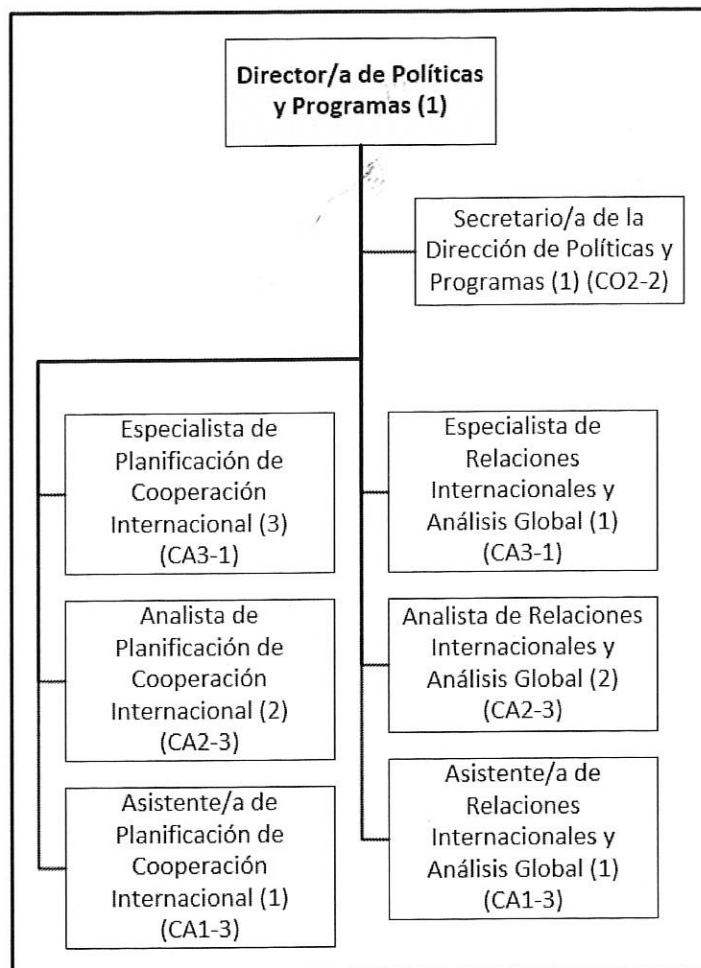 Director/a de Políticas
y Programas (1)
Secretario/a de la
Dirección de Políticas y
Programas (1) (CO2-2)
Especialista de
Planificación de
Cooperación
Internacional (3)
(CA3-1)
Especialista de
Relaciones
Internacionales y
Análisis Global (1)
(CA3-1)
Analista de
Planificación de
Cooperación
Internacional (2)
(CA2-3)
Analista de Relaciones
Internacionales y
Análisis Global (2)
(CA2-3)
Asistente/a de
Planificación de
Cooperación
Internacional (1)
(CA1-3)
Asistente/a de
Relaciones
Internacionales y
Análisis Global (1)
(CA1-3)